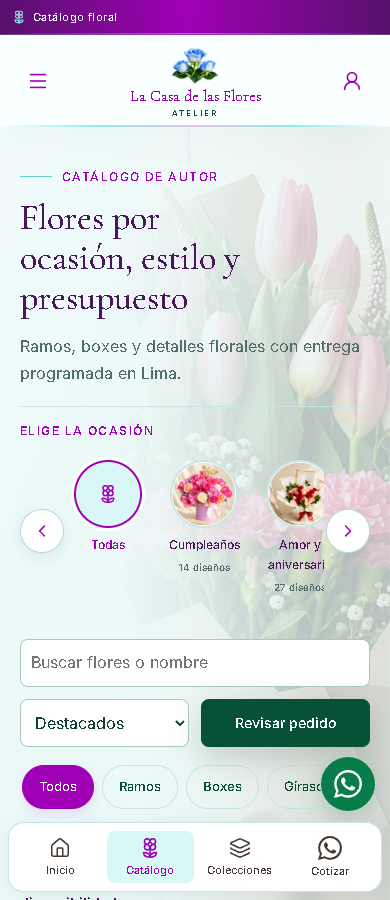 Catálogo floral
La Casa de las Flores
ATELIER
CATÁLOGO DE AUTOR
Flores por
ocasión, estilo y
presupuesto
Ramos, boxes y detalles florales con entrega
programada en Lima.
ELIGE LA OCASIÓN
Todas
Cumpleaños
14 diseños
Amor y
aniversari
27 diseños
Buscar flores o nombre
Destacados
Revisar pedido
Todos
Ramos
Boxes
Giraso
Inicio
Catálogo
Colecciones
Cotizar